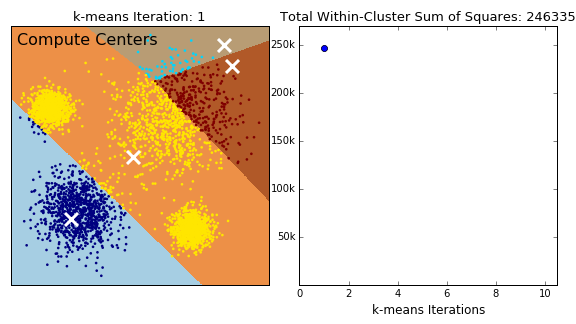 k-means Iteration: 1
Compute Centers
Total Within-Cluster Sum of Squares: 246335
250k
200k
150k
100k
50k
0 2 4 6 8 10
k-means Iterations